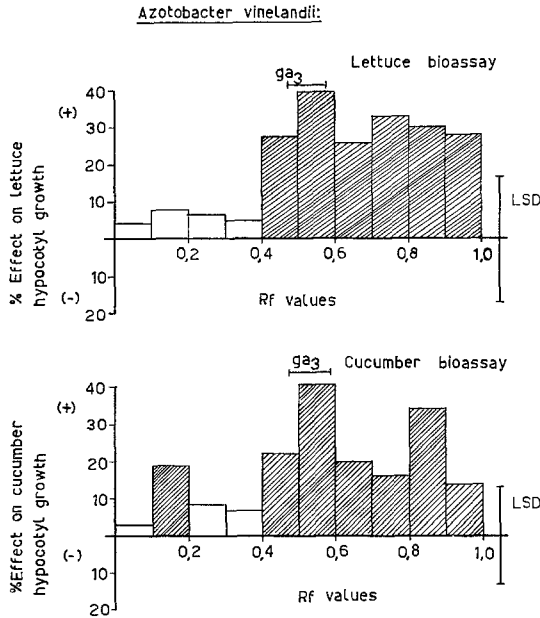 Azotobacter vinelandii:
ga3
Lettuce bioassay
% Effect on lettuce
hypocotyl growth
(+)
40
30
20
10
10
(-)
20
0,2
0,4
0,6
0,8
1,0
Rf values
LSD
ga3
Cucumber bioassay
%Effect on cucumber
hypocotyl growth
(+)
40
30
20
10
(-)
10
20
0,2
0,4
0,6
0,8
1,0
Rf values
LSD